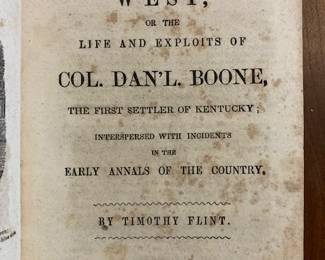 WEST,
OR THE
LIFE AND EXPLOITS OF
COL. DAN'L. BOONE,
THE FIRST SETTLER OF KENTUCKY;
INTERSPERSED WITH INCIDENTS
IN THE
EARLY ANNALS OF THE COUNTRY.
BY TIMOTHY FLINT.